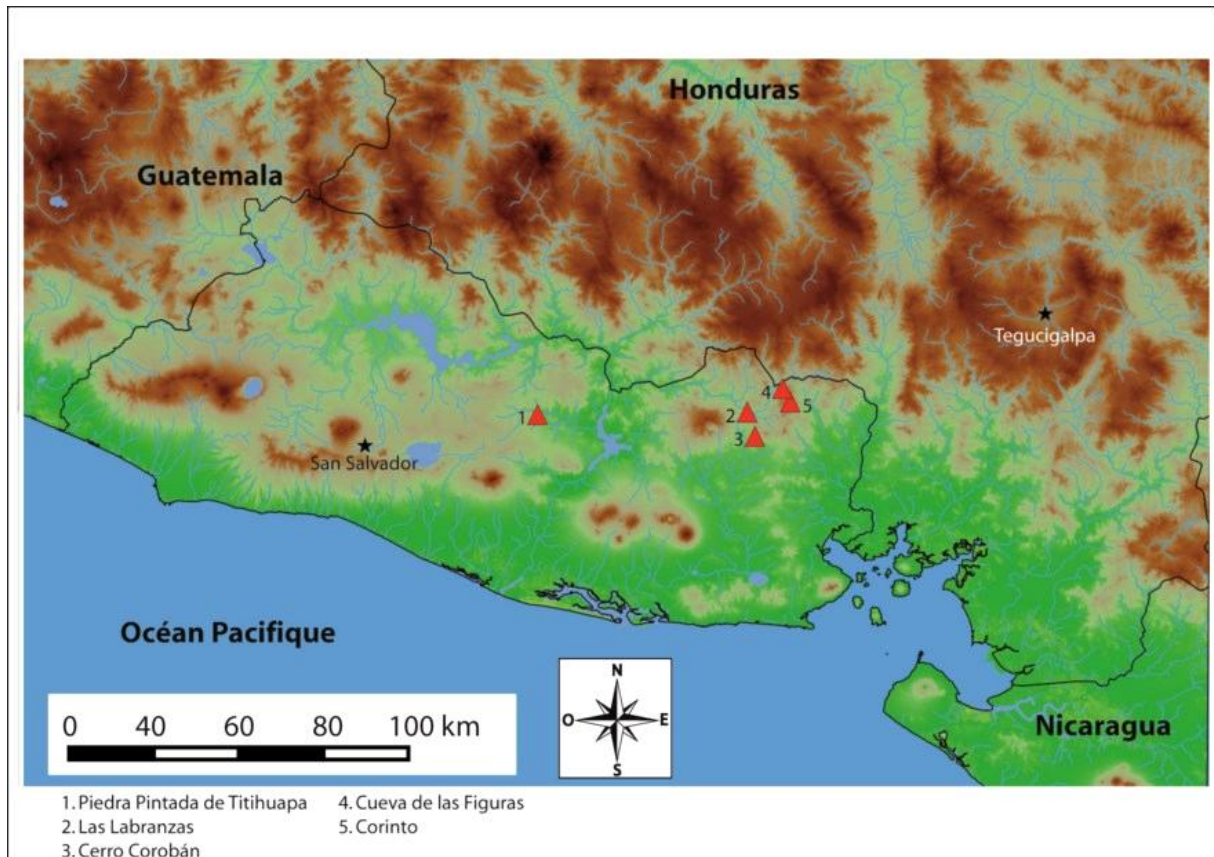 Honduras
Guatemala
Tegucigalpa
4
5
1
2
3
San Salvador
Océan Pacifique
N
O E
S
Nicaragua
0 40 60 80 100 km
1. Piedra Pintada de Titihuapa
2. Las Labranzas
3. Cerro Corobán
4. Cueva de las Figuras
5. Corinto